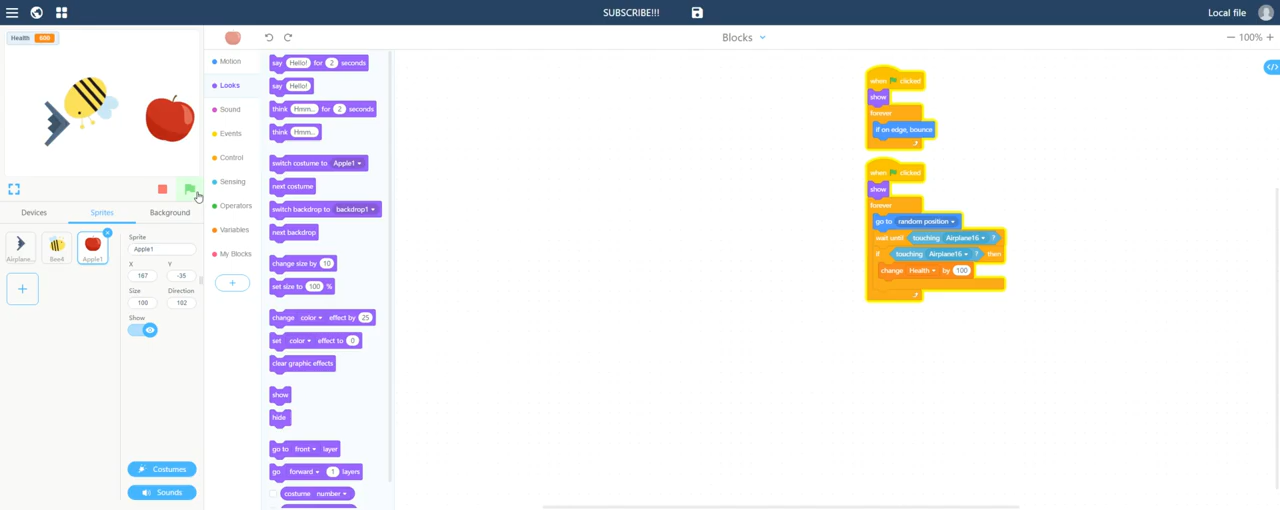 SUBSCRIBE!!!
Local file
Health 600
Blocks
100%
Motion
Looks
Sound
Events
Control
Sensing
Operators
Variables
My Blocks
say Hello! for 2 seconds
say Hello!
think Hmm.. for 2 seconds
think Hmm..
switch costume to Apple1
next costume
switch backdrop to backdrop1
next backdrop
change size by 10
set size to 100 %
change color effect by 25
set color effect to 0
clear graphic effects
show
hide
go to front layer
go forward 1 layers
costume number
when clicked
show
forever
if on edge, bounce
when clicked
show
forever
go to random position
wait until touching Airplane16 ?
if touching Airplane16 ? then
change Health by 100
Devices
Sprites
Background
Airplane...
Bee4
Apple1
Sprite
Apple1
X
Y
167
-35
Size
Direction
100
102
Show
Costumes
Sounds